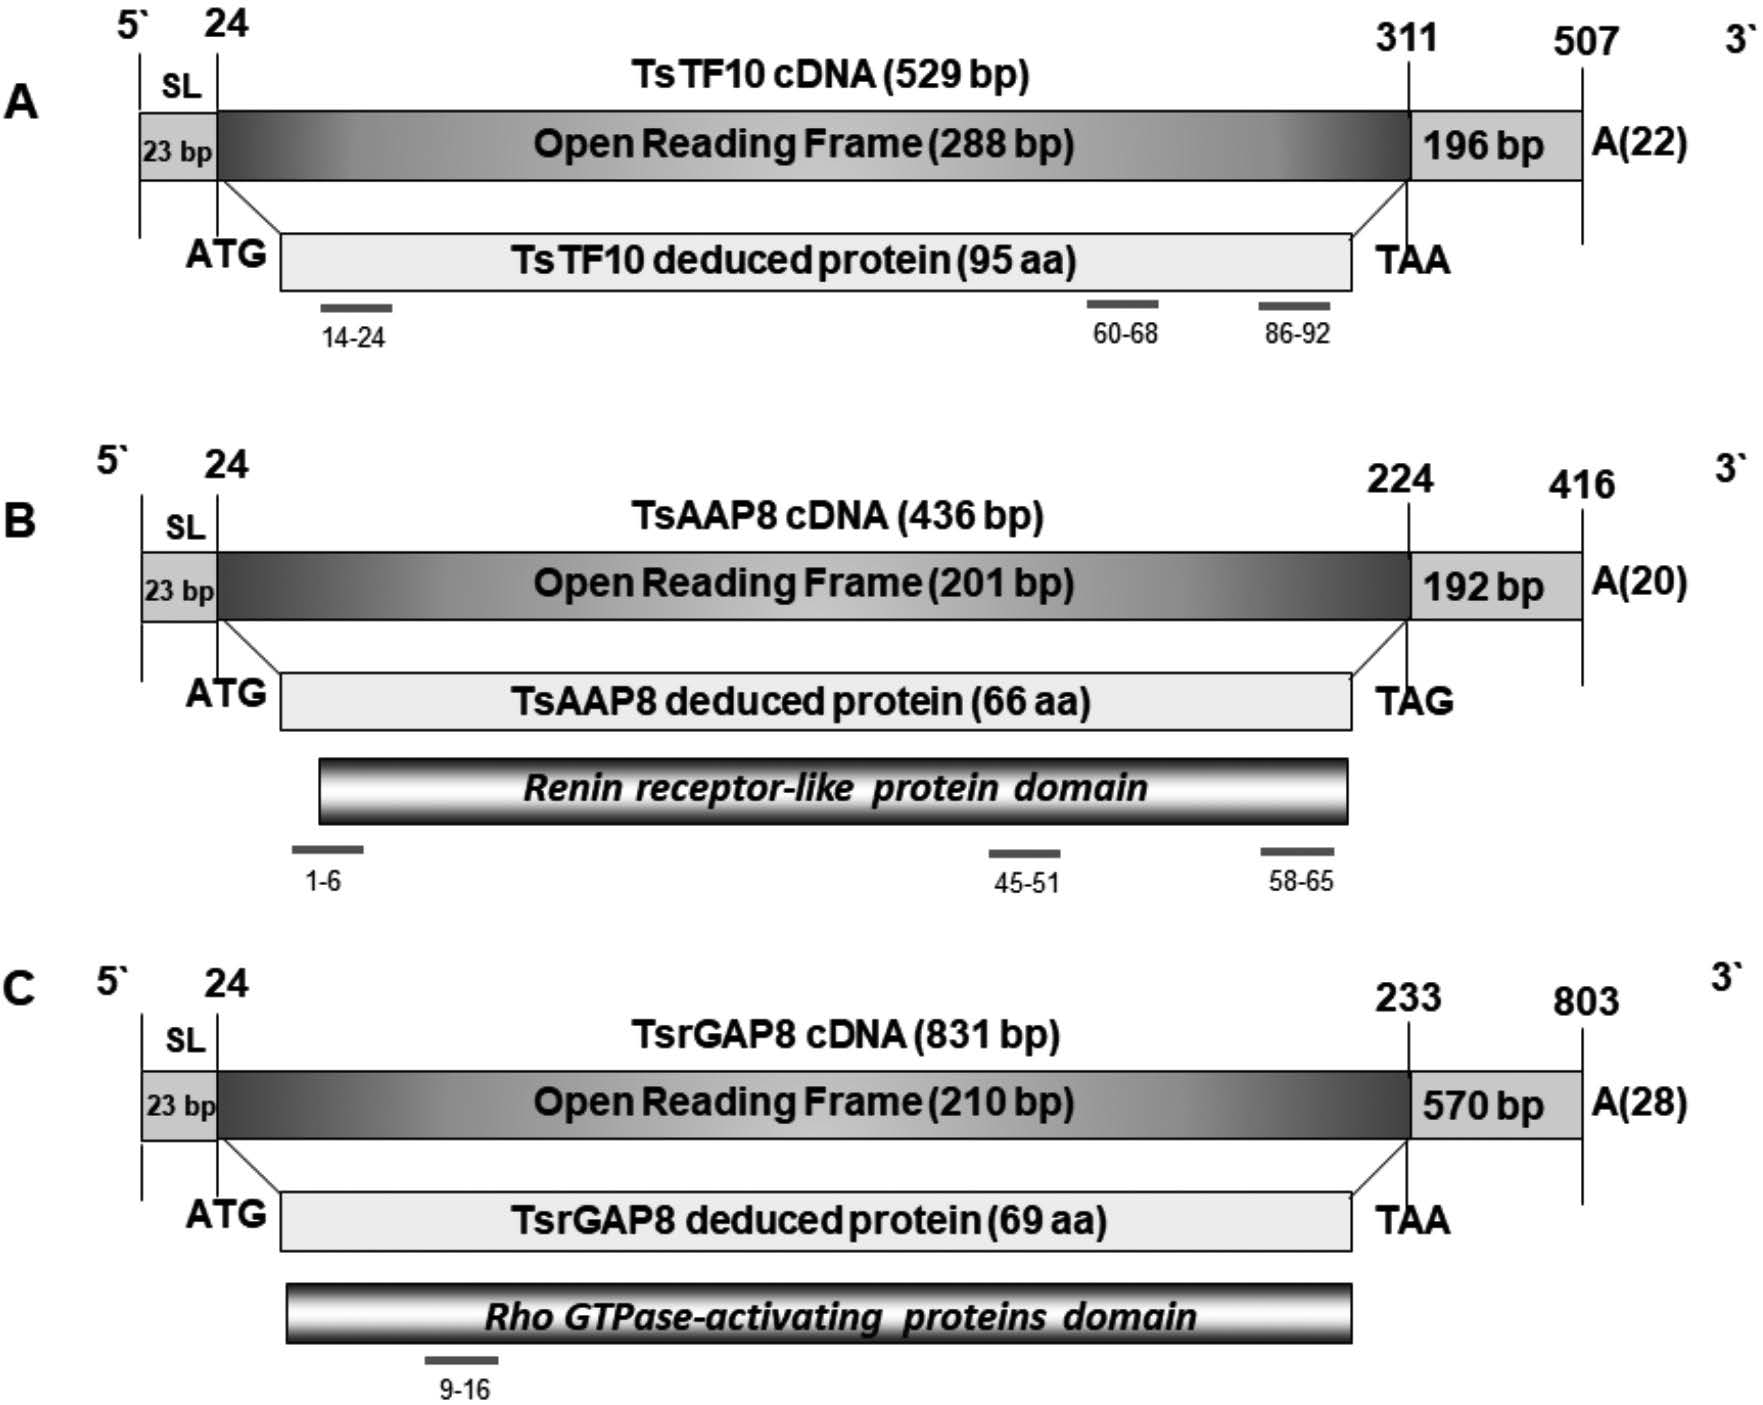 5` 24 311 507 3`
A SL TsTF10 cDNA (529 bp)
23 bp Open Reading Frame (288 bp) 196 bp A(22)
ATG TsTF10 deduced protein (95 aa) TAA
14-24 60-68 86-92
5` 24 224 416 3`
B SL TsAAP8 cDNA (436 bp)
23 bp Open Reading Frame (201 bp) 192 bp A(20)
ATG TsAAP8 deduced protein (66 aa) TAG
Renin receptor-like protein domain
1-6 45-51 58-65
C 5` 24 233 803 3`
SL TsrGAP8 cDNA (831 bp)
23 bp Open Reading Frame (210 bp) 570 bp A(28)
ATG TsrGAP8 deduced protein (69 aa) TAA
Rho GTPase-activating proteins domain
9-16